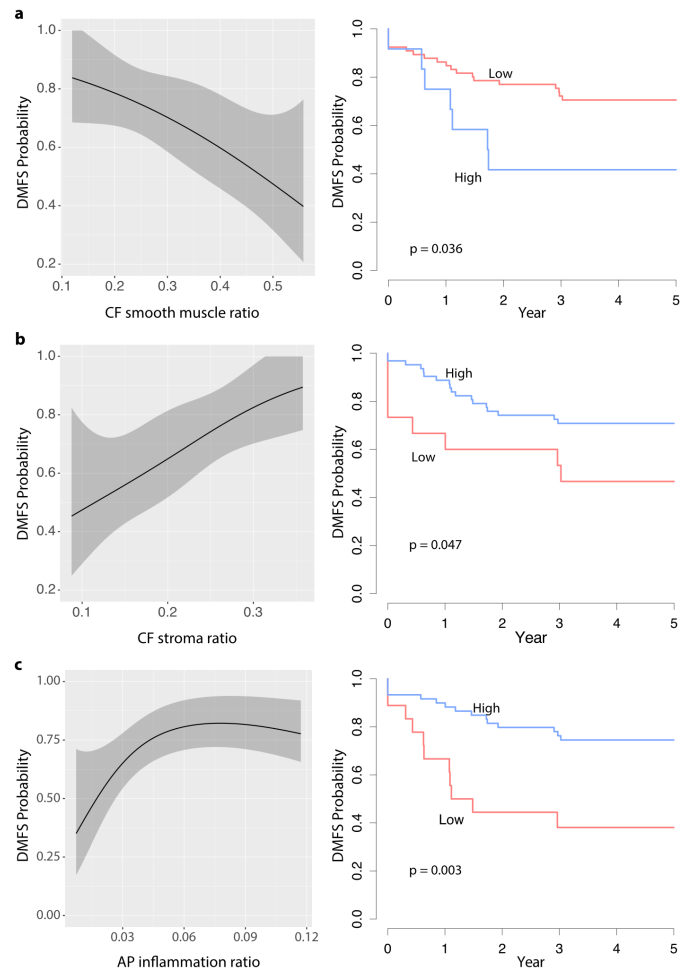 a
1.0
0.8
0.6
0.4
0.2
DMFS Probability
0.1 0.2 0.3 0.4 0.5
CF smooth muscle ratio
1.0
0.8
0.6
0.4
0.2
0.0
DMFS Probability
Low
High
p = 0.036
0 1 2 3 4 5
Year
b
1.0
0.8
0.6
0.4
0.2
DMFS Probability
0.1 0.2 0.3
CF stroma ratio
1.0
0.8
0.6
0.4
0.2
0.0
DMFS Probability
High
Low
p = 0.047
0 1 2 3 4 5
Year
c
1.00
0.75
0.50
0.25
0.00
DMFS Probability
0.03 0.06 0.09 0.12
AP inflammation ratio
1.0
0.8
0.6
0.4
0.2
0.0
DMFS Probability
High
Low
p = 0.003
0 1 2 3 4 5
Year